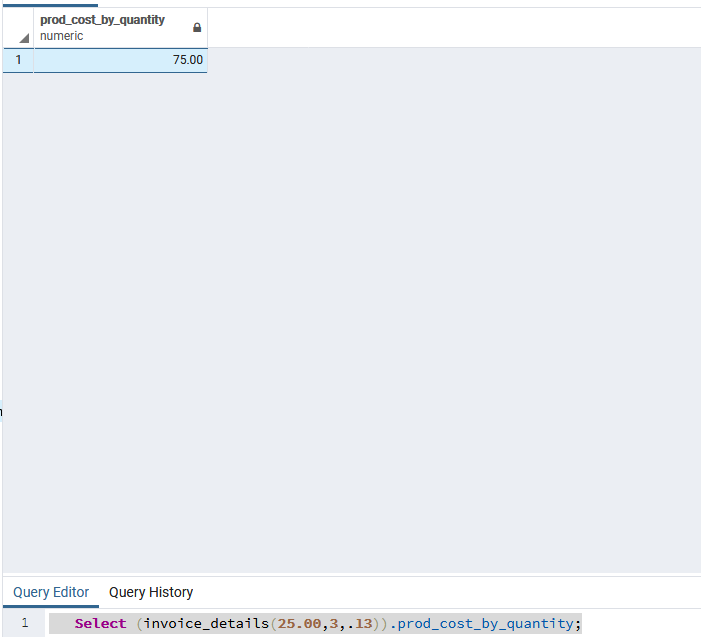 prod_cost_by_quantity
numeric
1 75.00
Query Editor Query History
1 Select (invoice_details(25.00,3,.13)).prod_cost_by_quantity;